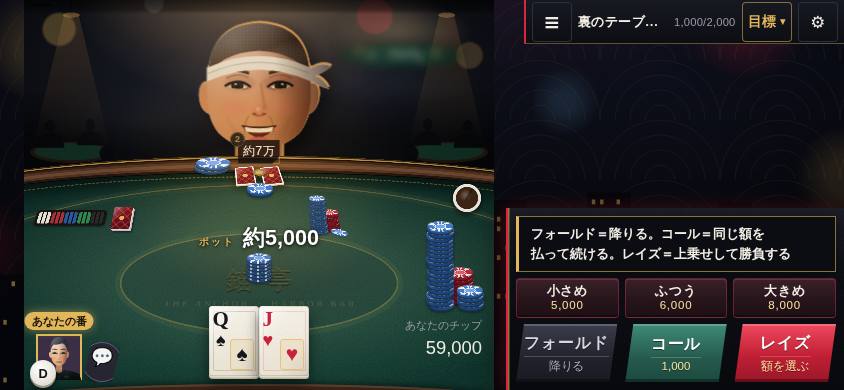 裏のテーブ…
1,000/2,000
目標▼
2
約7万
ポット 約5,000
THE ANCHOR HARBOR BAR
Q
J
あなたの番
D
あなたのチップ
59,000
フォールド＝降りる。コール＝同じ額を
払って続ける。レイズ＝上乗せして勝負する
小さめ
5,000
ふつう
6,000
大きめ
8,000
フォールド
降りる
コール
1,000
レイズ
額を選ぶ